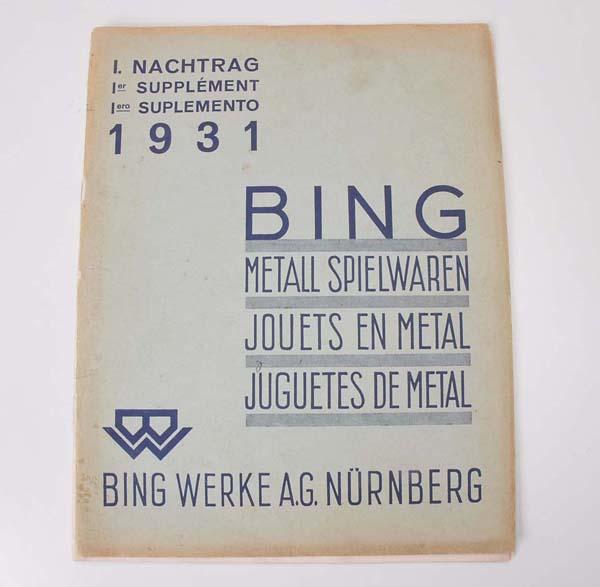 I. NACHTRAG
Ier SUPPLÉMENT
Iero SUPLEMENTO
1931
BING
METALL SPIELWAREN
JOUETS EN METAL
JUGUETES DE METAL
BW
BING WERKE A.G. NÜRNBERG